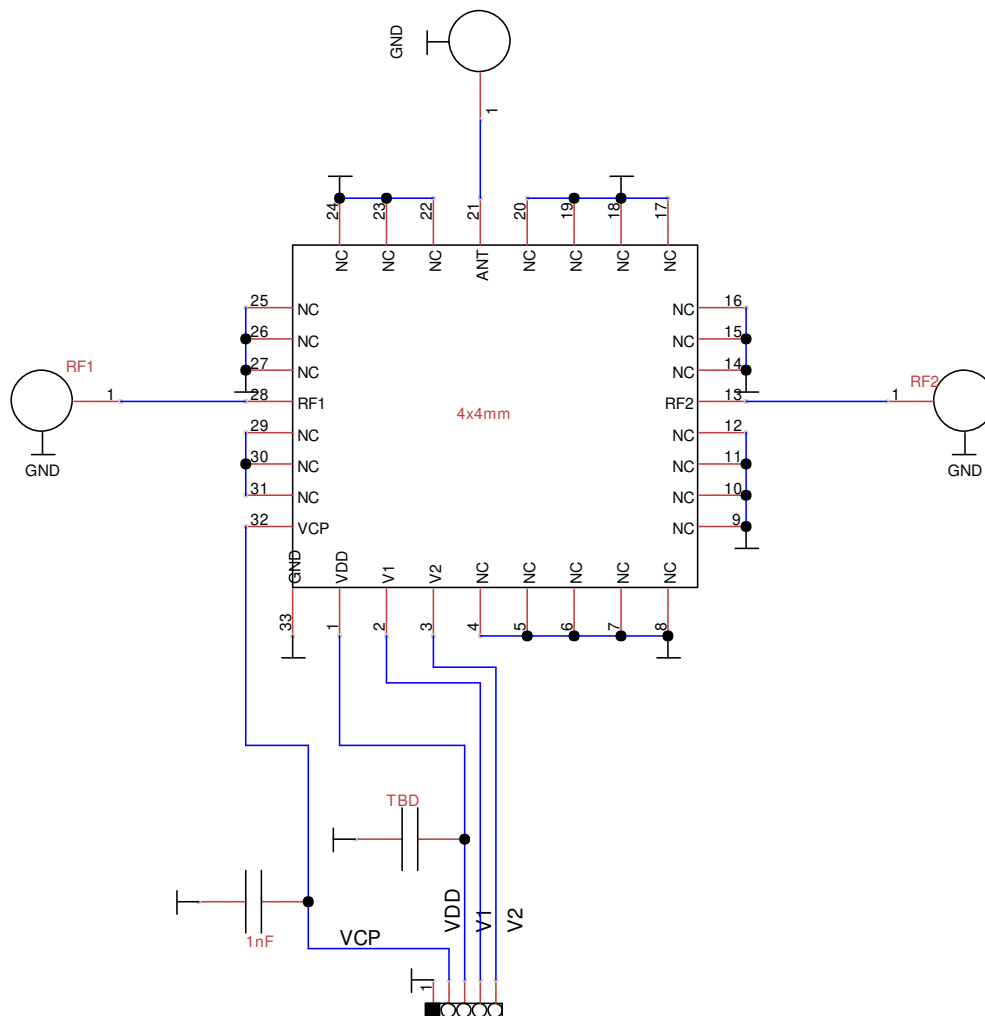 GND
1
24
23
22
21
20
19
18
17
NC
NC
NC
ANT
NC
NC
NC
NC
25 NC
NC 16
26 NC
NC 15
27 NC
NC 14
RF1
RF2
1
28 RF1
RF2 13
1
4x4mm
29 NC
NC 12
GND
GND
30 NC
NC 11
31 NC
NC 10
32 VCP
NC 9
GND
VDD
V1
V2
NC
NC
NC
NC
NC
33
1
2
3
4
5
6
7
8
TBD
1nF
VCP
VDD
V1
V2
1